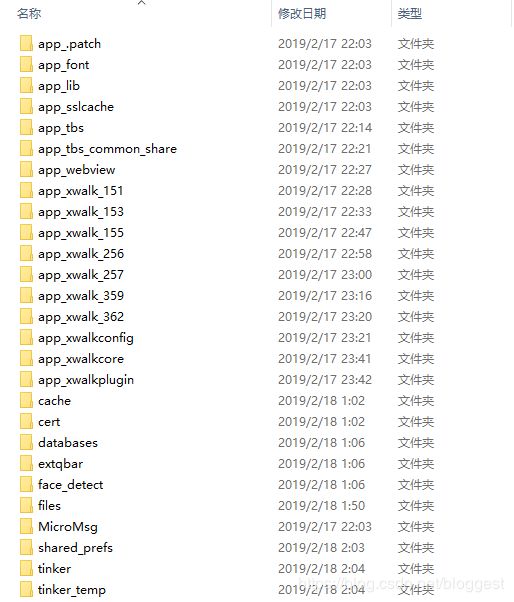 名称 修改日期 类型
app_.patch 2019/2/17 22:03 文件夹
app_font 2019/2/17 22:03 文件夹
app_lib 2019/2/17 22:03 文件夹
app_sslcache 2019/2/17 22:03 文件夹
app_tbs 2019/2/17 22:14 文件夹
app_tbs_common_share 2019/2/17 22:21 文件夹
app_webview 2019/2/17 22:27 文件夹
app_xwalk_151 2019/2/17 22:28 文件夹
app_xwalk_153 2019/2/17 22:33 文件夹
app_xwalk_155 2019/2/17 22:47 文件夹
app_xwalk_256 2019/2/17 22:58 文件夹
app_xwalk_257 2019/2/17 23:00 文件夹
app_xwalk_359 2019/2/17 23:16 文件夹
app_xwalk_362 2019/2/17 23:20 文件夹
app_xwalkconfig 2019/2/17 23:21 文件夹
app_xwalkcore 2019/2/17 23:41 文件夹
app_xwalkplugin 2019/2/17 23:42 文件夹
cache 2019/2/18 1:02 文件夹
cert 2019/2/18 1:02 文件夹
databases 2019/2/18 1:06 文件夹
extqbar 2019/2/18 1:06 文件夹
face_detect 2019/2/18 1:06 文件夹
files 2019/2/18 1:50 文件夹
MicroMsg 2019/2/17 22:03 文件夹
shared_prefs 2019/2/18 2:03 文件夹
tinker 2019/2/18 2:04 文件夹
tinker_temp 2019/2/18 2:04 文件夹
https://blog.csdn.net/bloggest